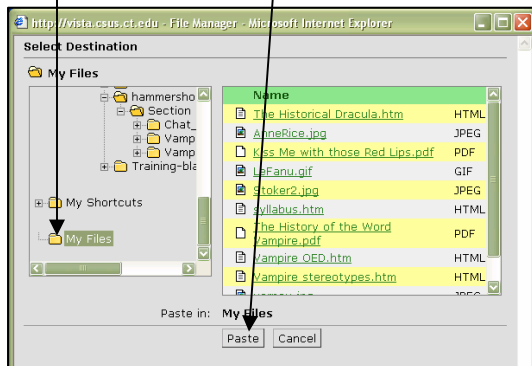 http://vista.csus.ct.edu - File Manager - Microsoft Internet Explorer
Select Destination
My Files
hammersho
Section
Chat_
Vamp
Vamp
Training-bla
My Shortcuts
My Files
Name
The Historical Dracula.htm HTML
AnneRice.jpg JPEG
Kiss Me with those Red Lips.pdf PDF
LeFanu.gif GIF
Stoker2.jpg JPEG
syllabus.htm HTML
The History of the Word
Vampire.pdf PDF
Vampire OED.htm HTML
Vampire stereotypes.htm HTML
JPEG
Paste in: My Files
Paste Cancel